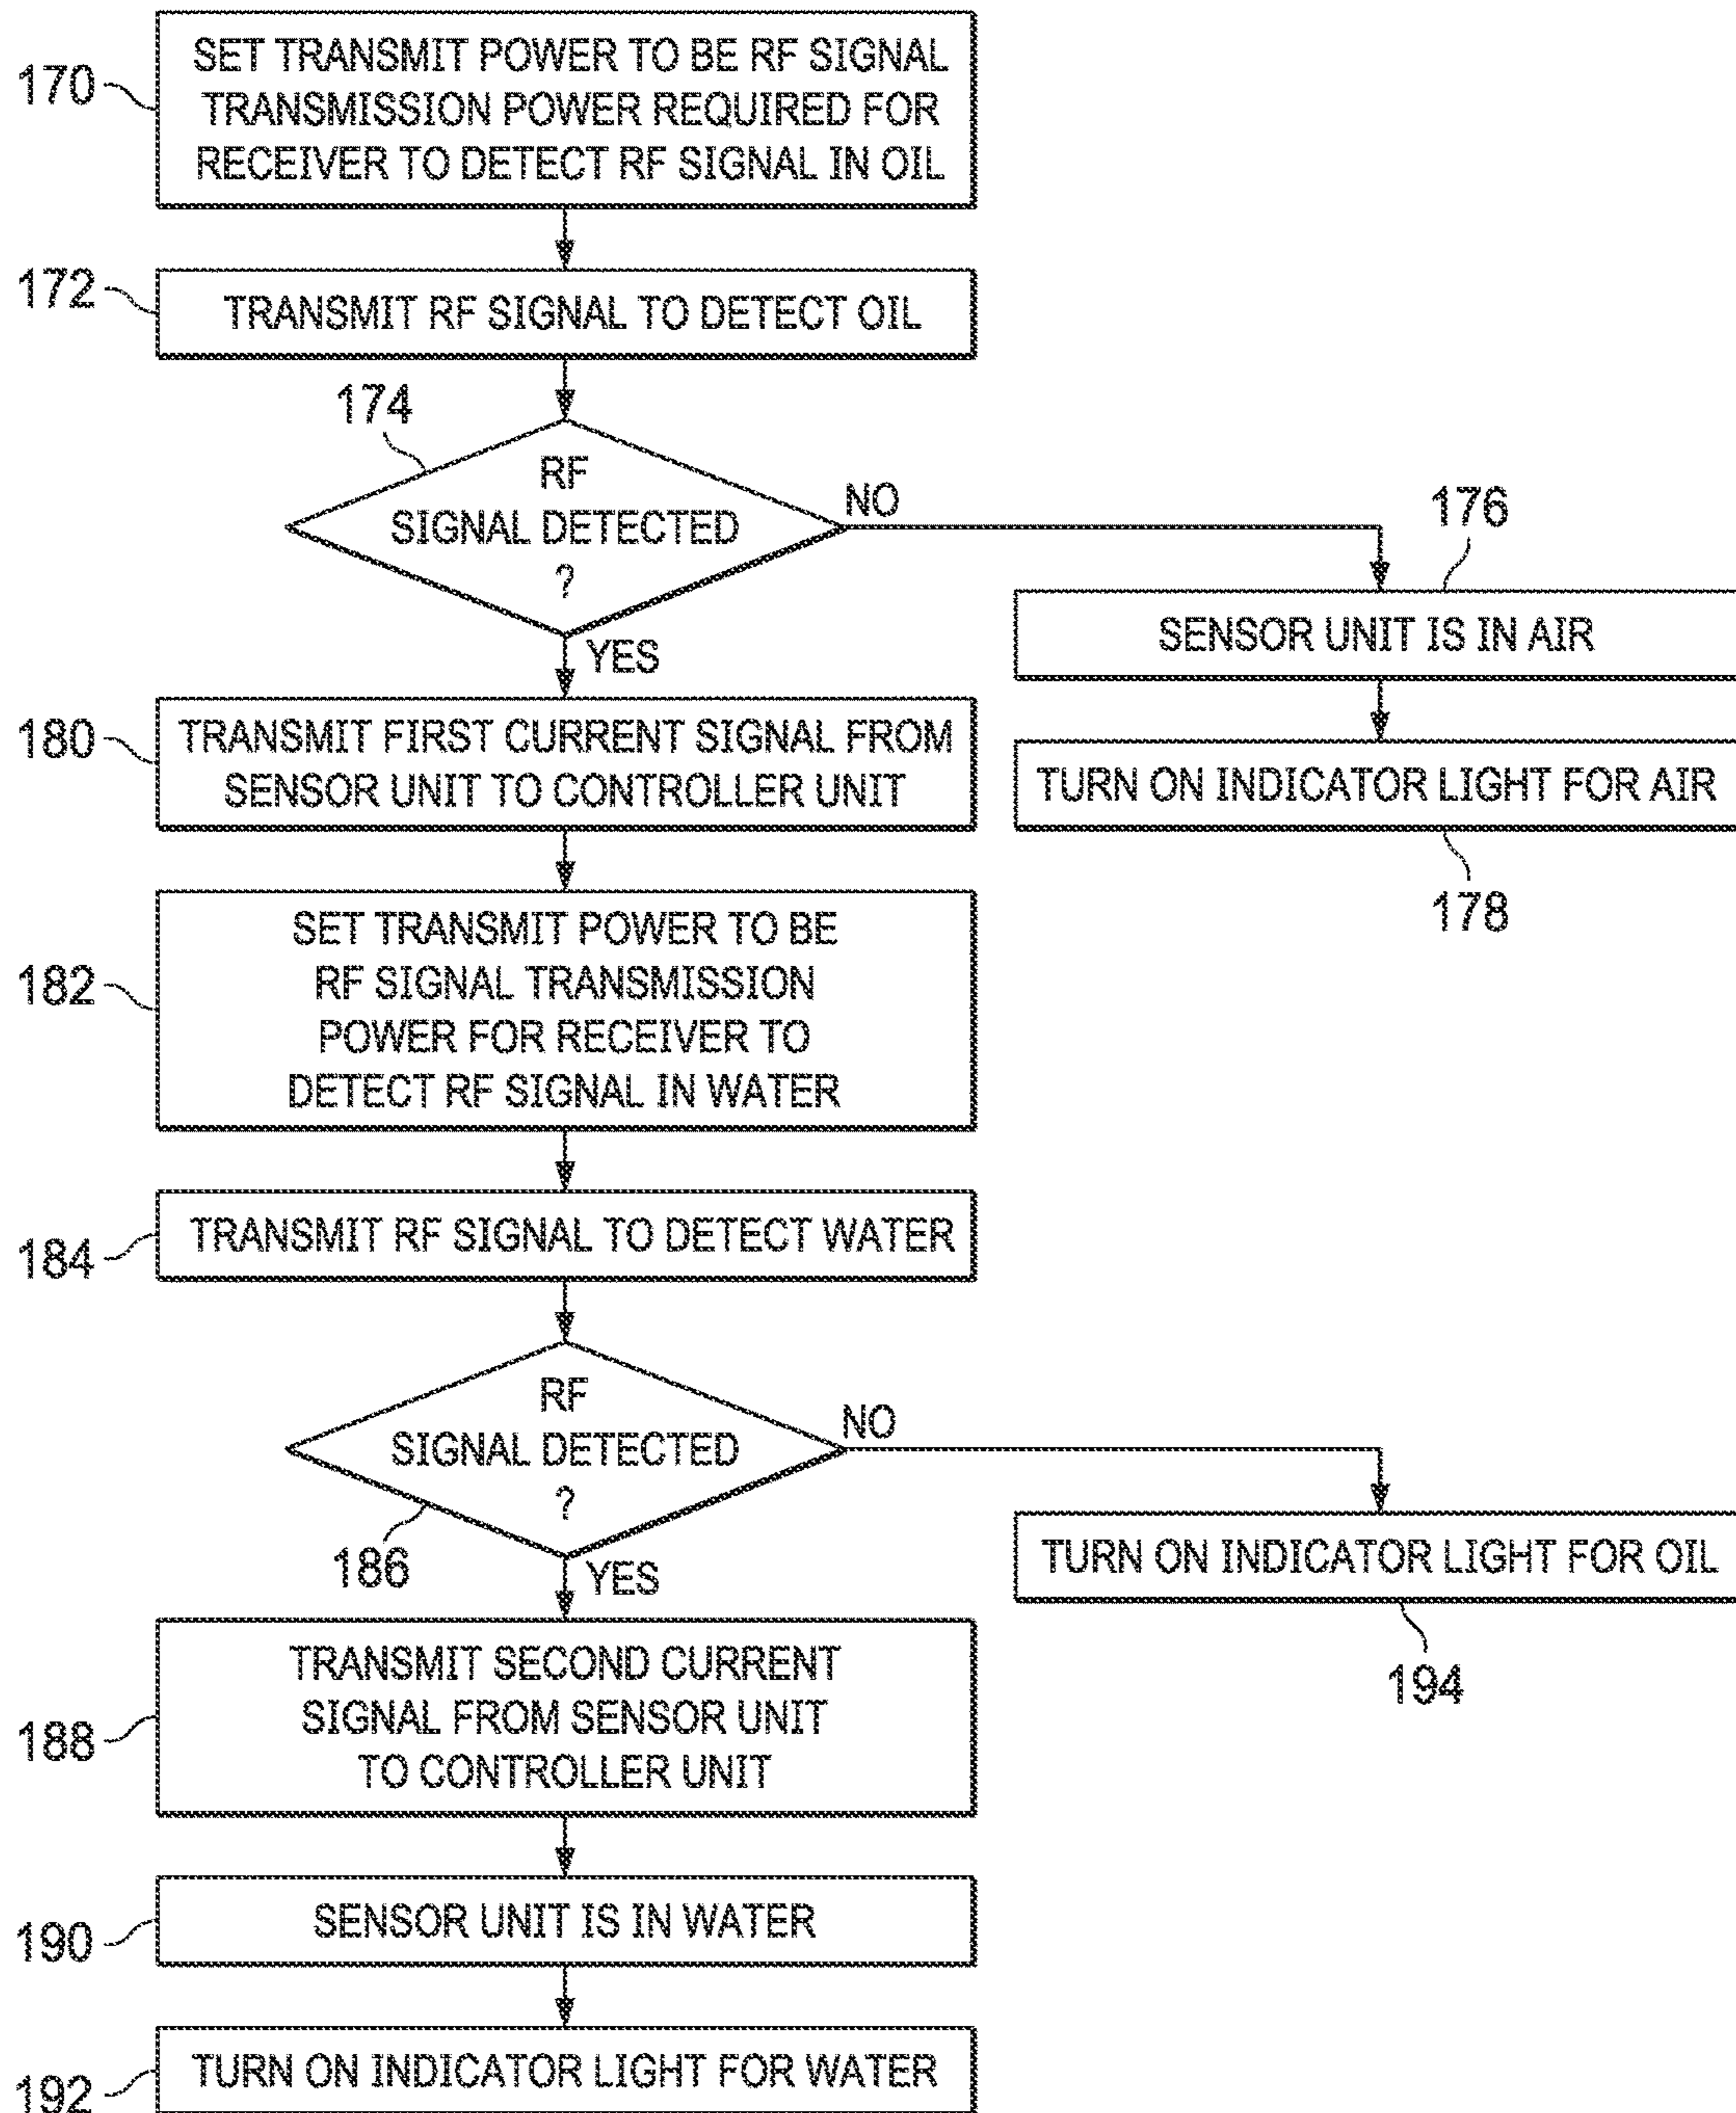 170
SET TRANSMIT POWER TO BE RF SIGNAL
TRANSMISSION POWER REQUIRED FOR
RECEIVER TO DETECT RF SIGNAL IN OIL
172
TRANSMIT RF SIGNAL TO DETECT OIL
174
RF
SIGNAL DETECTED
?
NO
YES
176
SENSOR UNIT IS IN AIR
TURN ON INDICATOR LIGHT FOR AIR
178
180
TRANSMIT FIRST CURRENT SIGNAL FROM
SENSOR UNIT TO CONTROLLER UNIT
182
SET TRANSMIT POWER TO BE
RF SIGNAL TRANSMISSION
POWER FOR RECEIVER TO
DETECT RF SIGNAL IN WATER
184
TRANSMIT RF SIGNAL TO DETECT WATER
RF
SIGNAL DETECTED
?
186
NO
YES
TURN ON INDICATOR LIGHT FOR OIL
194
188
TRANSMIT SECOND CURRENT
SIGNAL FROM SENSOR UNIT
TO CONTROLLER UNIT
190
SENSOR UNIT IS IN WATER
192
TURN ON INDICATOR LIGHT FOR WATER